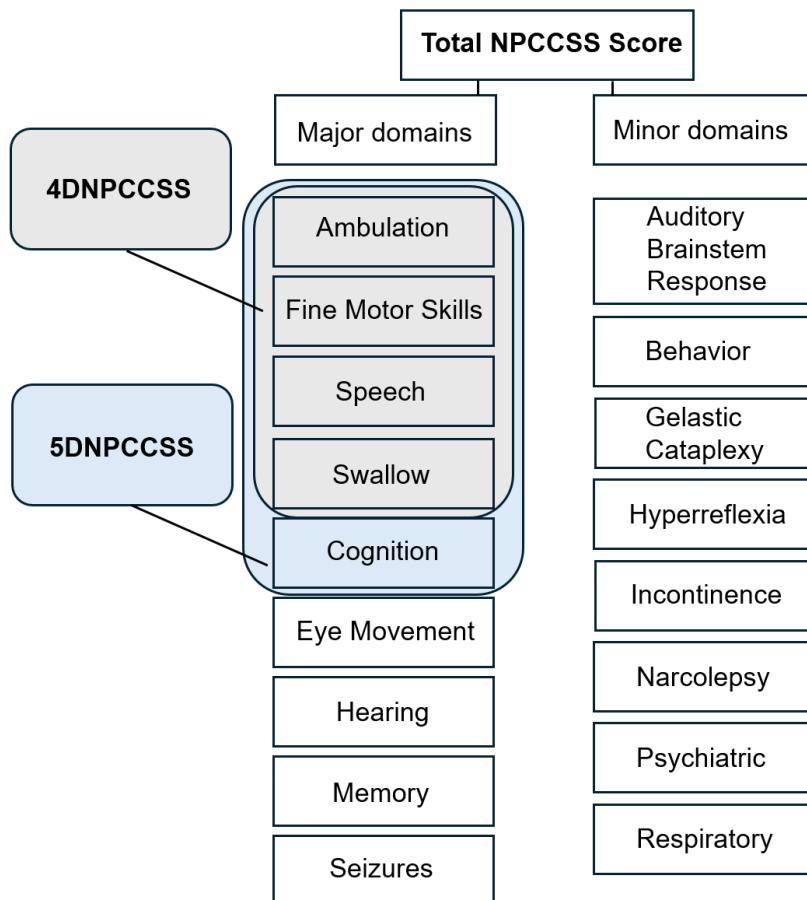 Total NPCCSS Score
Major domains
Minor domains
4DNPCCSS
5DNPCCSS
Ambulation
Fine Motor Skills
Speech
Swallow
Cognition
Eye Movement
Hearing
Memory
Seizures
Auditory
Brainstem
Response
Behavior
Gelastic
Cataplexy
Hyperreflexia
Incontinence
Narcolepsy
Psychiatric
Respiratory